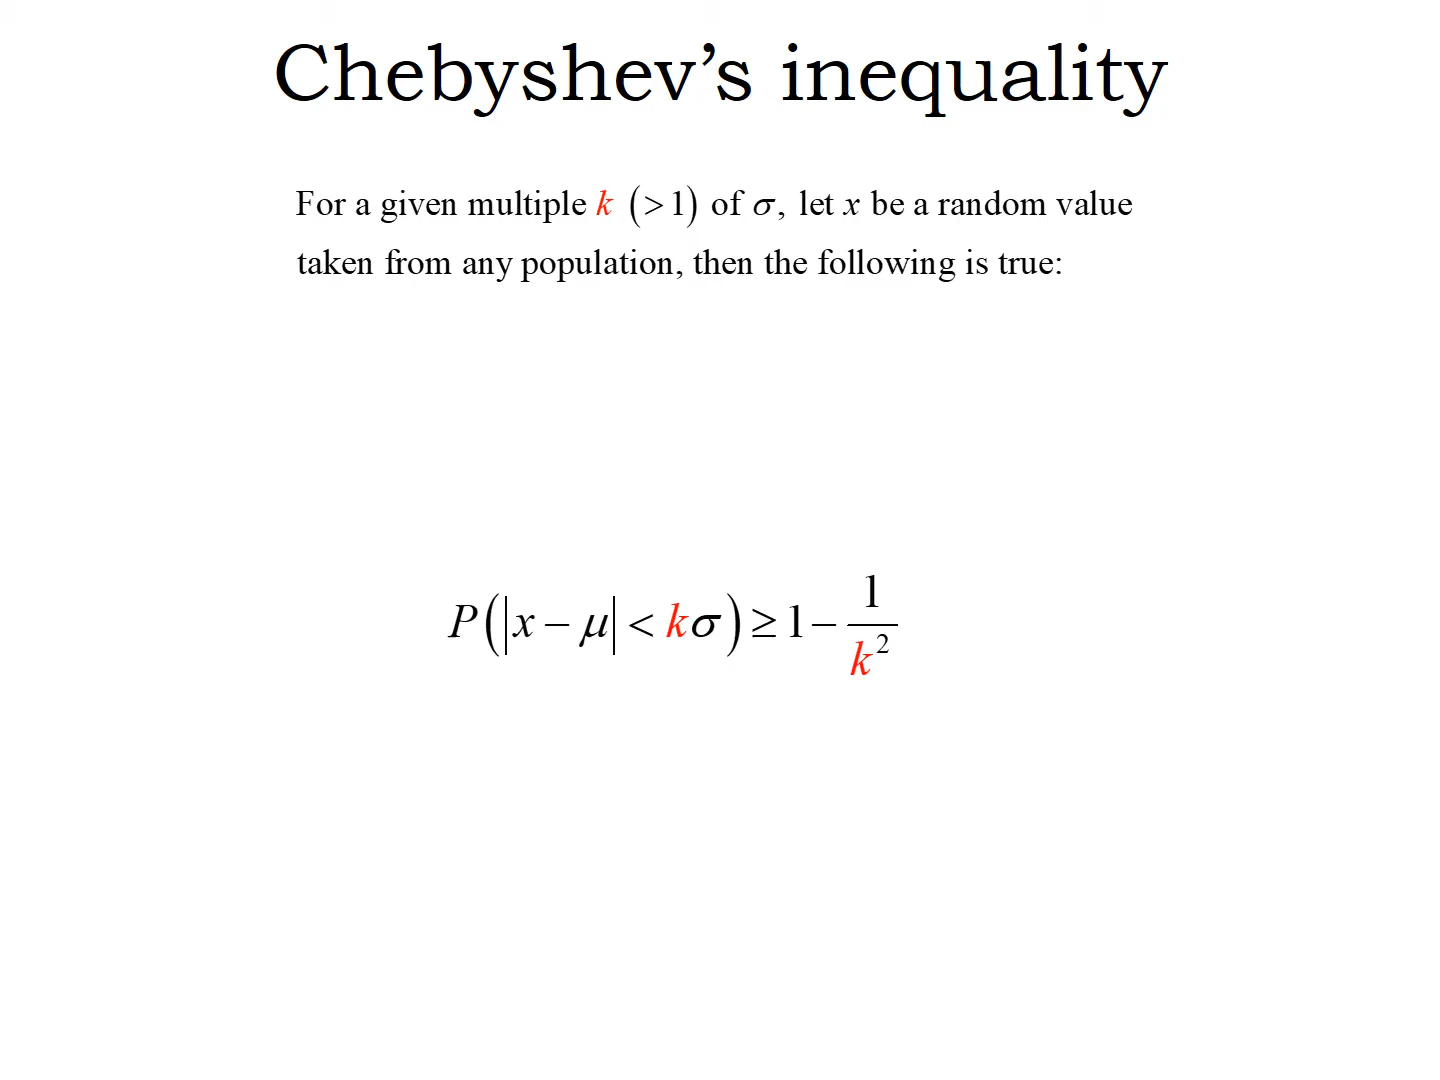 Chebyshev’s inequality
For a given multiple k (>1) of σ, let x be a random value
taken from any population, then the following is true:
P(|x − μ| < kσ) ≥ 1 − 1/k²